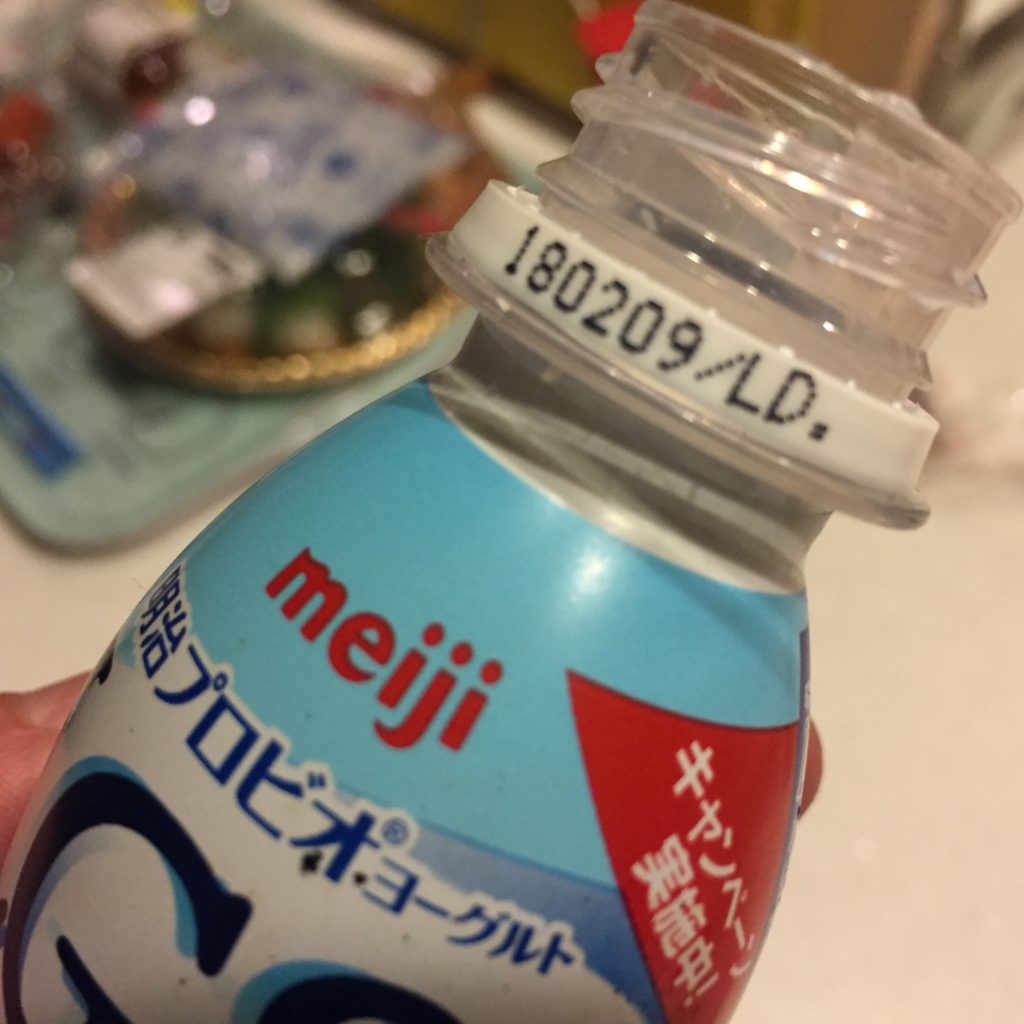 180209/LD.
meiji
明治プロビオ®ヨーグルト
キャンペーン
実施中!